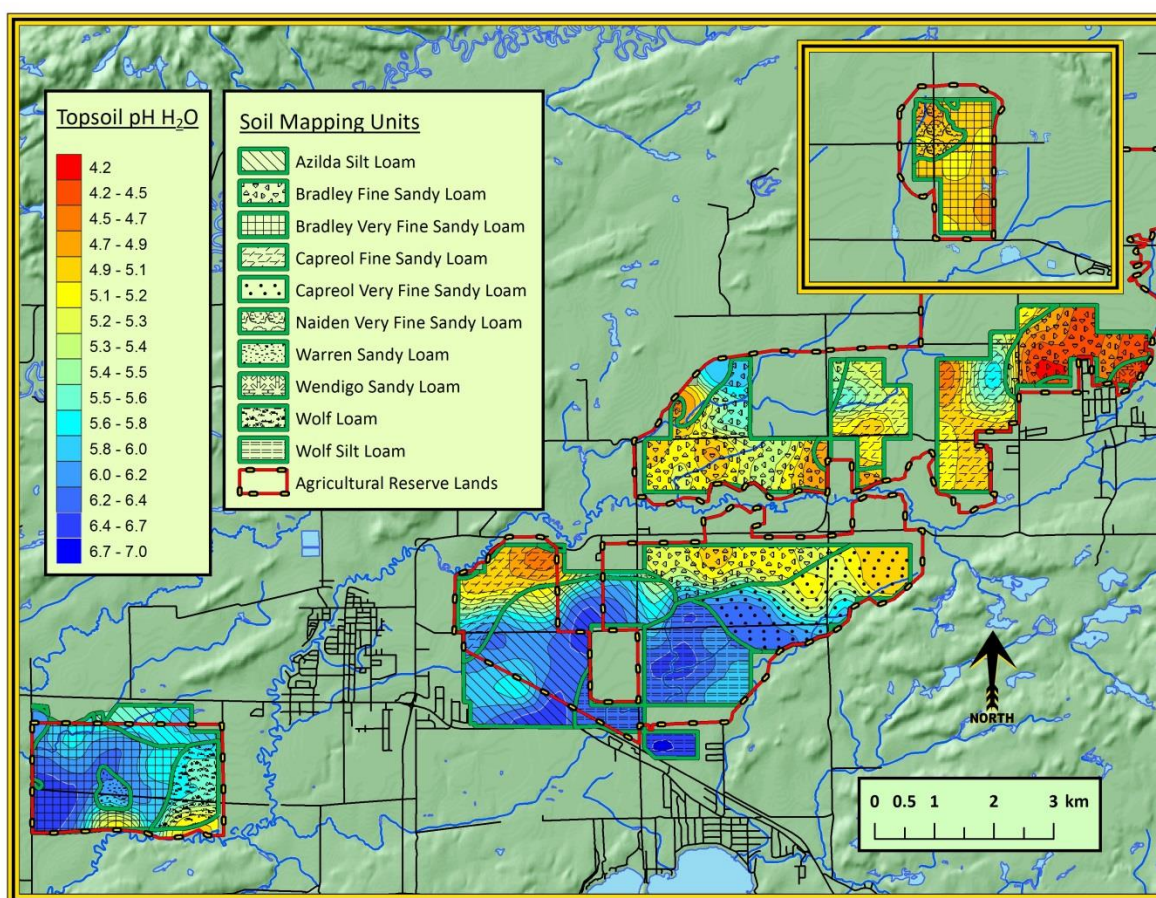 Topsoil pH H2O
4.2
4.2 - 4.5
4.5 - 4.7
4.7 - 4.9
4.9 - 5.1
5.1 - 5.2
5.2 - 5.3
5.3 - 5.4
5.4 - 5.5
5.5 - 5.6
5.6 - 5.8
5.8 - 6.0
6.0 - 6.2
6.2 - 6.4
6.4 - 6.7
6.7 - 7.0
Soil Mapping Units
Azilda Silt Loam
Bradley Fine Sandy Loam
Bradley Very Fine Sandy Loam
Capreol Fine Sandy Loam
Capreol Very Fine Sandy Loam
Naiden Very Fine Sandy Loam
Warren Sandy Loam
Wendigo Sandy Loam
Wolf Loam
Wolf Silt Loam
Agricultural Reserve Lands
NORTH
0 0.5 1 2 3 km